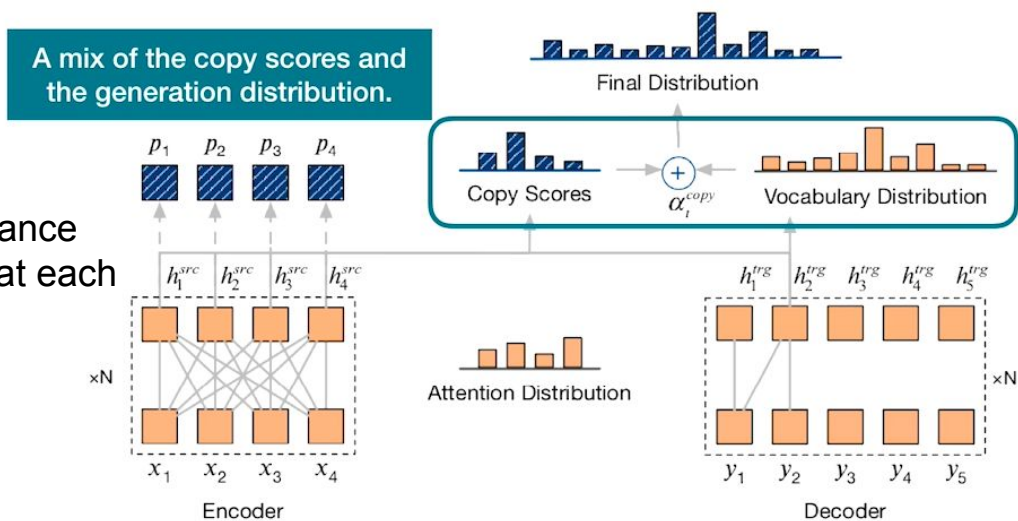 A mix of the copy scores and
the generation distribution.
Final Distribution
p₁ p₂ p₃ p₄
Copy Scores
+
α_t^{copy}
Vocabulary Distribution
ance
at each
h₁^{src} h₂^{src} h₃^{src} h₄^{src}
h₁^{trg} h₂^{trg} h₃^{trg} h₄^{trg} h₅^{trg}
×N
Attention Distribution
×N
x₁ x₂ x₃ x₄
y₁ y₂ y₃ y₄ y₅
Encoder
Decoder